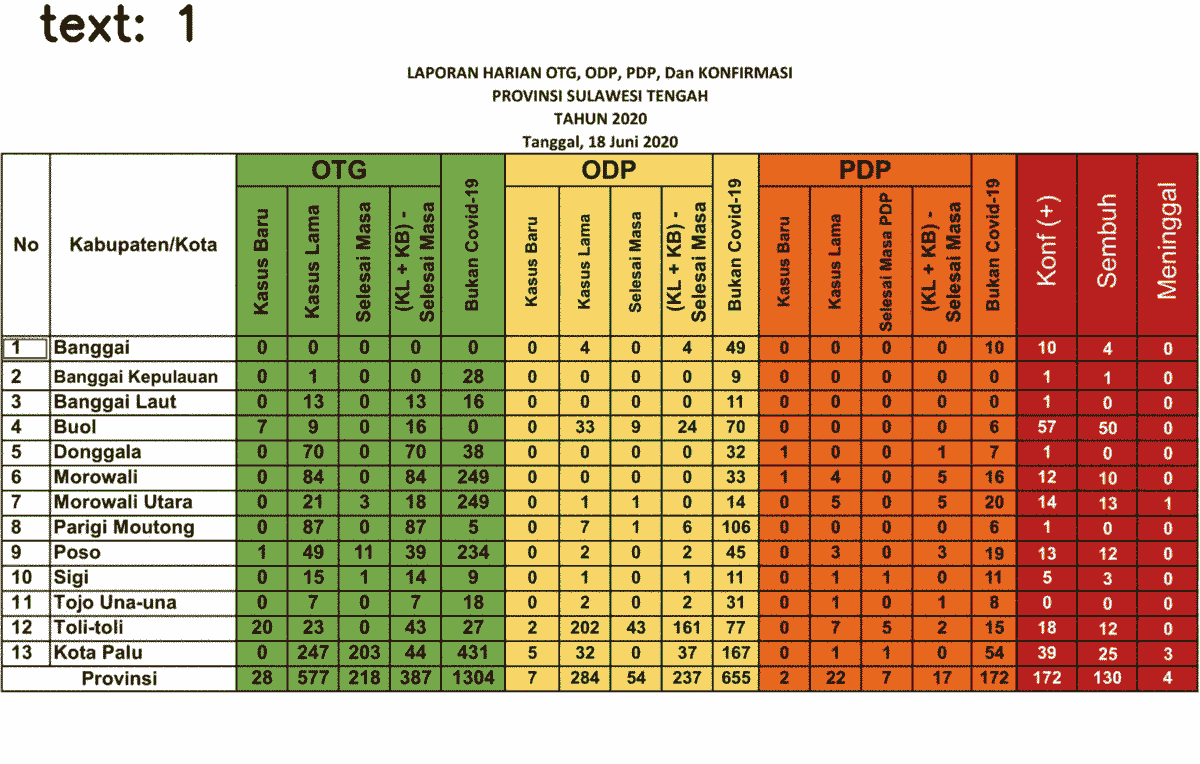 text: 1
LAPORAN HARIAN OTG, ODP, PDP, Dan KONFIRMASI
PROVINSI SULAWESI TENGAH
TAHUN 2020
Tanggal, 18 Juni 2020
No Kabupaten/Kota OTG Bukan Covid-19 ODP Bukan Covid-19 PDP Bukan Covid-19 Konf (+) Sembuh Meninggal
Kasus Baru Kasus Lama Selesai Masa (KL + KB) - Selesai Masa Kasus Baru Kasus Lama Selesai Masa (KL + KB) - Selesai Masa Kasus Baru Kasus Lama Selesai Masa PDP (KL + KB) - Selesai Masa
1 Banggai 0 0 0 0 0 0 4 0 4 49 0 0 0 0 10 10 4 0
2 Banggai Kepulauan 0 1 0 0 28 0 0 0 0 9 0 0 0 0 0 1 1 0
3 Banggai Laut 0 13 0 13 16 0 0 0 0 11 0 0 0 0 0 1 0 0
4 Buol 7 9 0 16 0 0 33 9 24 70 0 0 0 0 6 57 50 0
5 Donggala 0 70 0 70 38 0 0 0 0 32 1 0 0 1 7 1 0 0
6 Morowali 0 84 0 84 249 0 0 0 0 33 1 4 0 5 16 12 10 0
7 Morowali Utara 0 21 3 18 249 0 1 1 0 14 0 5 0 5 20 14 13 1
8 Parigi Moutong 0 87 0 87 5 0 7 1 6 106 0 0 0 0 6 1 0 0
9 Poso 1 49 11 39 234 0 2 0 2 45 0 3 0 3 19 13 12 0
10 Sigi 0 15 1 14 9 0 1 0 1 11 0 1 1 0 11 5 3 0
11 Tojo Una-una 0 7 0 7 18 0 2 0 2 31 0 1 0 1 8 0 0 0
12 Toli-toli 20 23 0 43 27 2 202 43 161 77 0 7 5 2 15 18 12 0
13 Kota Palu 0 247 203 44 431 5 32 0 37 167 0 1 1 0 54 39 25 3
Provinsi 28 577 218 387 1304 7 284 54 237 655 2 22 7 17 172 172 130 4